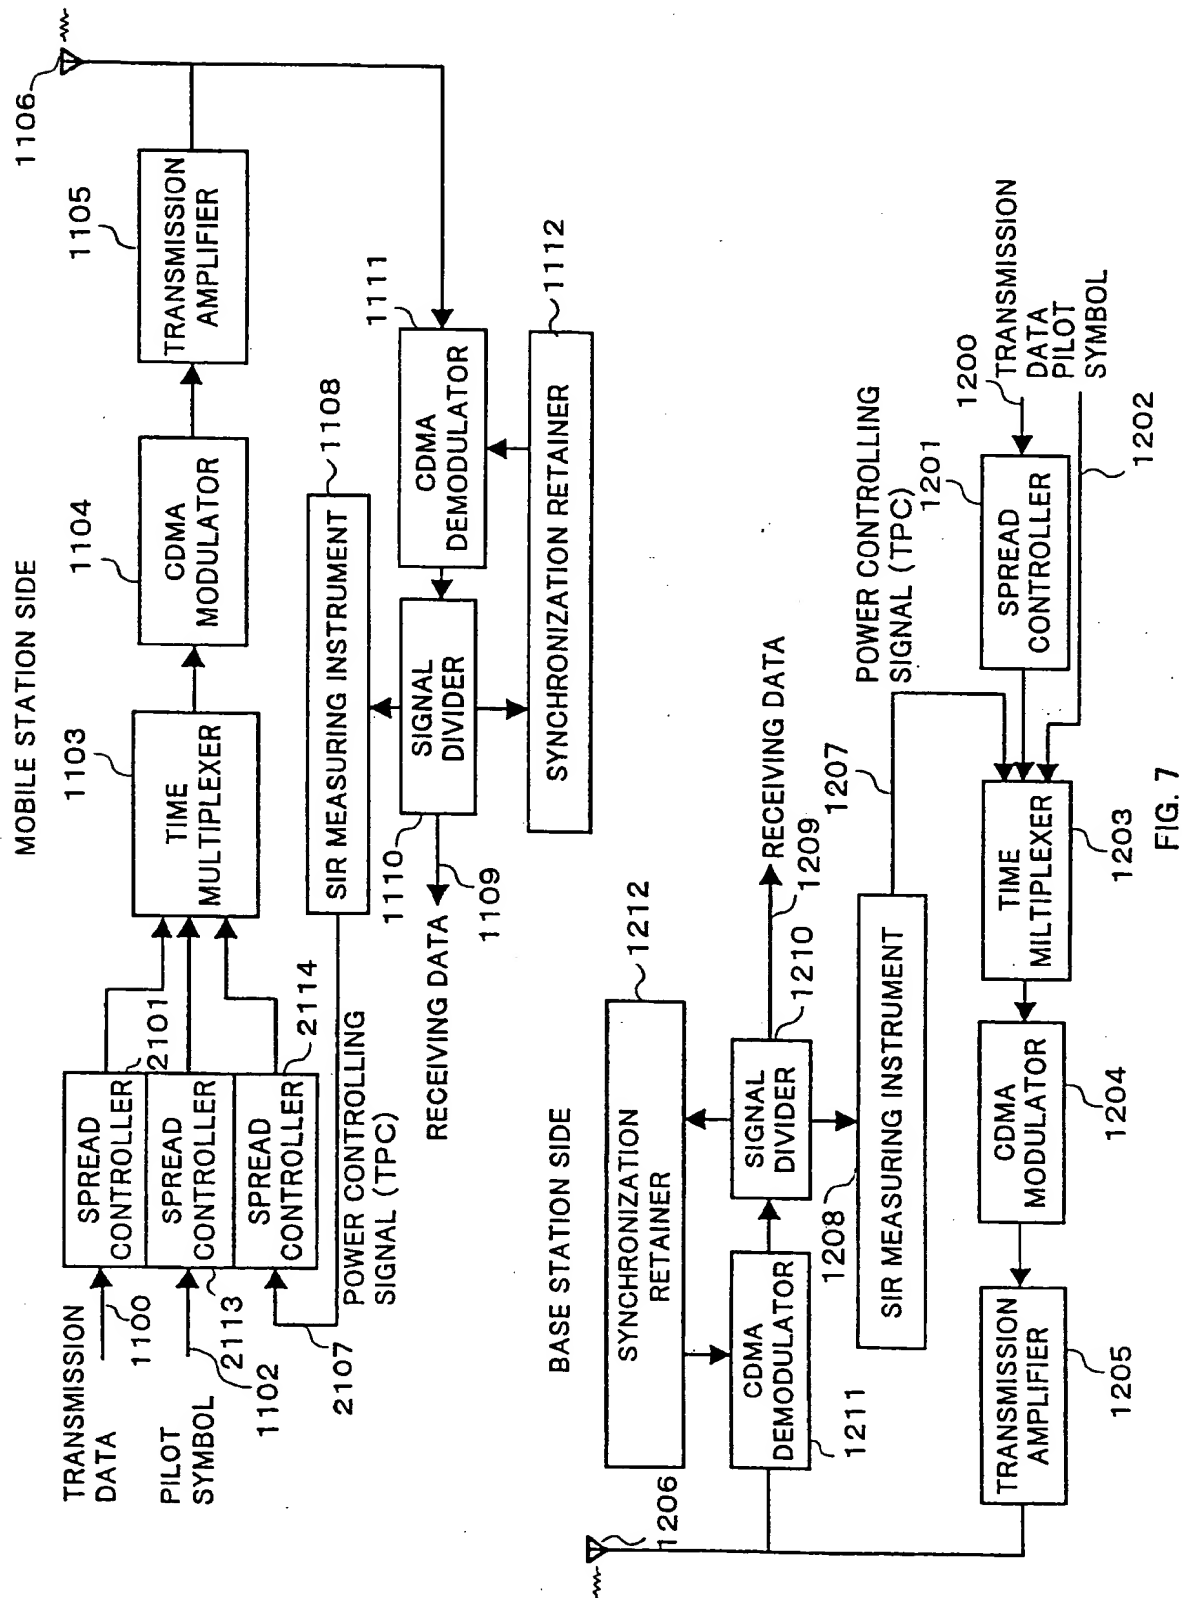 MOBILE STATION SIDE
TRANSMISSION
DATA
1100
PILOT
SYMBOL
1102
SPREAD
CONTROLLER
2101
SPREAD
CONTROLLER
2113
SPREAD
CONTROLLER
2114
2107
POWER CONTROLLING
SIGNAL (TPC)
TIME
MULTIPLEXER
1103
CDMA
MODULATOR
1104
TRANSMISSION
AMPLIFIER
1105
1106
SIR MEASURING INSTRUMENT
1108
RECEIVING DATA
1109
SIGNAL
DIVIDER
1110
CDMA
DEMODULATOR
1111
SYNCHRONIZATION RETAINER
1112
BASE STATION SIDE
1206
SYNCHRONIZATION
RETAINER
1212
CDMA
DEMODULATOR
1211
SIGNAL
DIVIDER
1210
RECEIVING DATA
1209
SIR MEASURING INSTRUMENT
1208
1207
POWER CONTROLLING
SIGNAL (TPC)
TRANSMISSION
AMPLIFIER
1205
CDMA
MODULATOR
1204
TIME
MILTIPLEXER
1203
SPREAD
CONTROLLER
1201
1200
TRANSMISSION
DATA
PILOT
SYMBOL
1202
FIG. 7